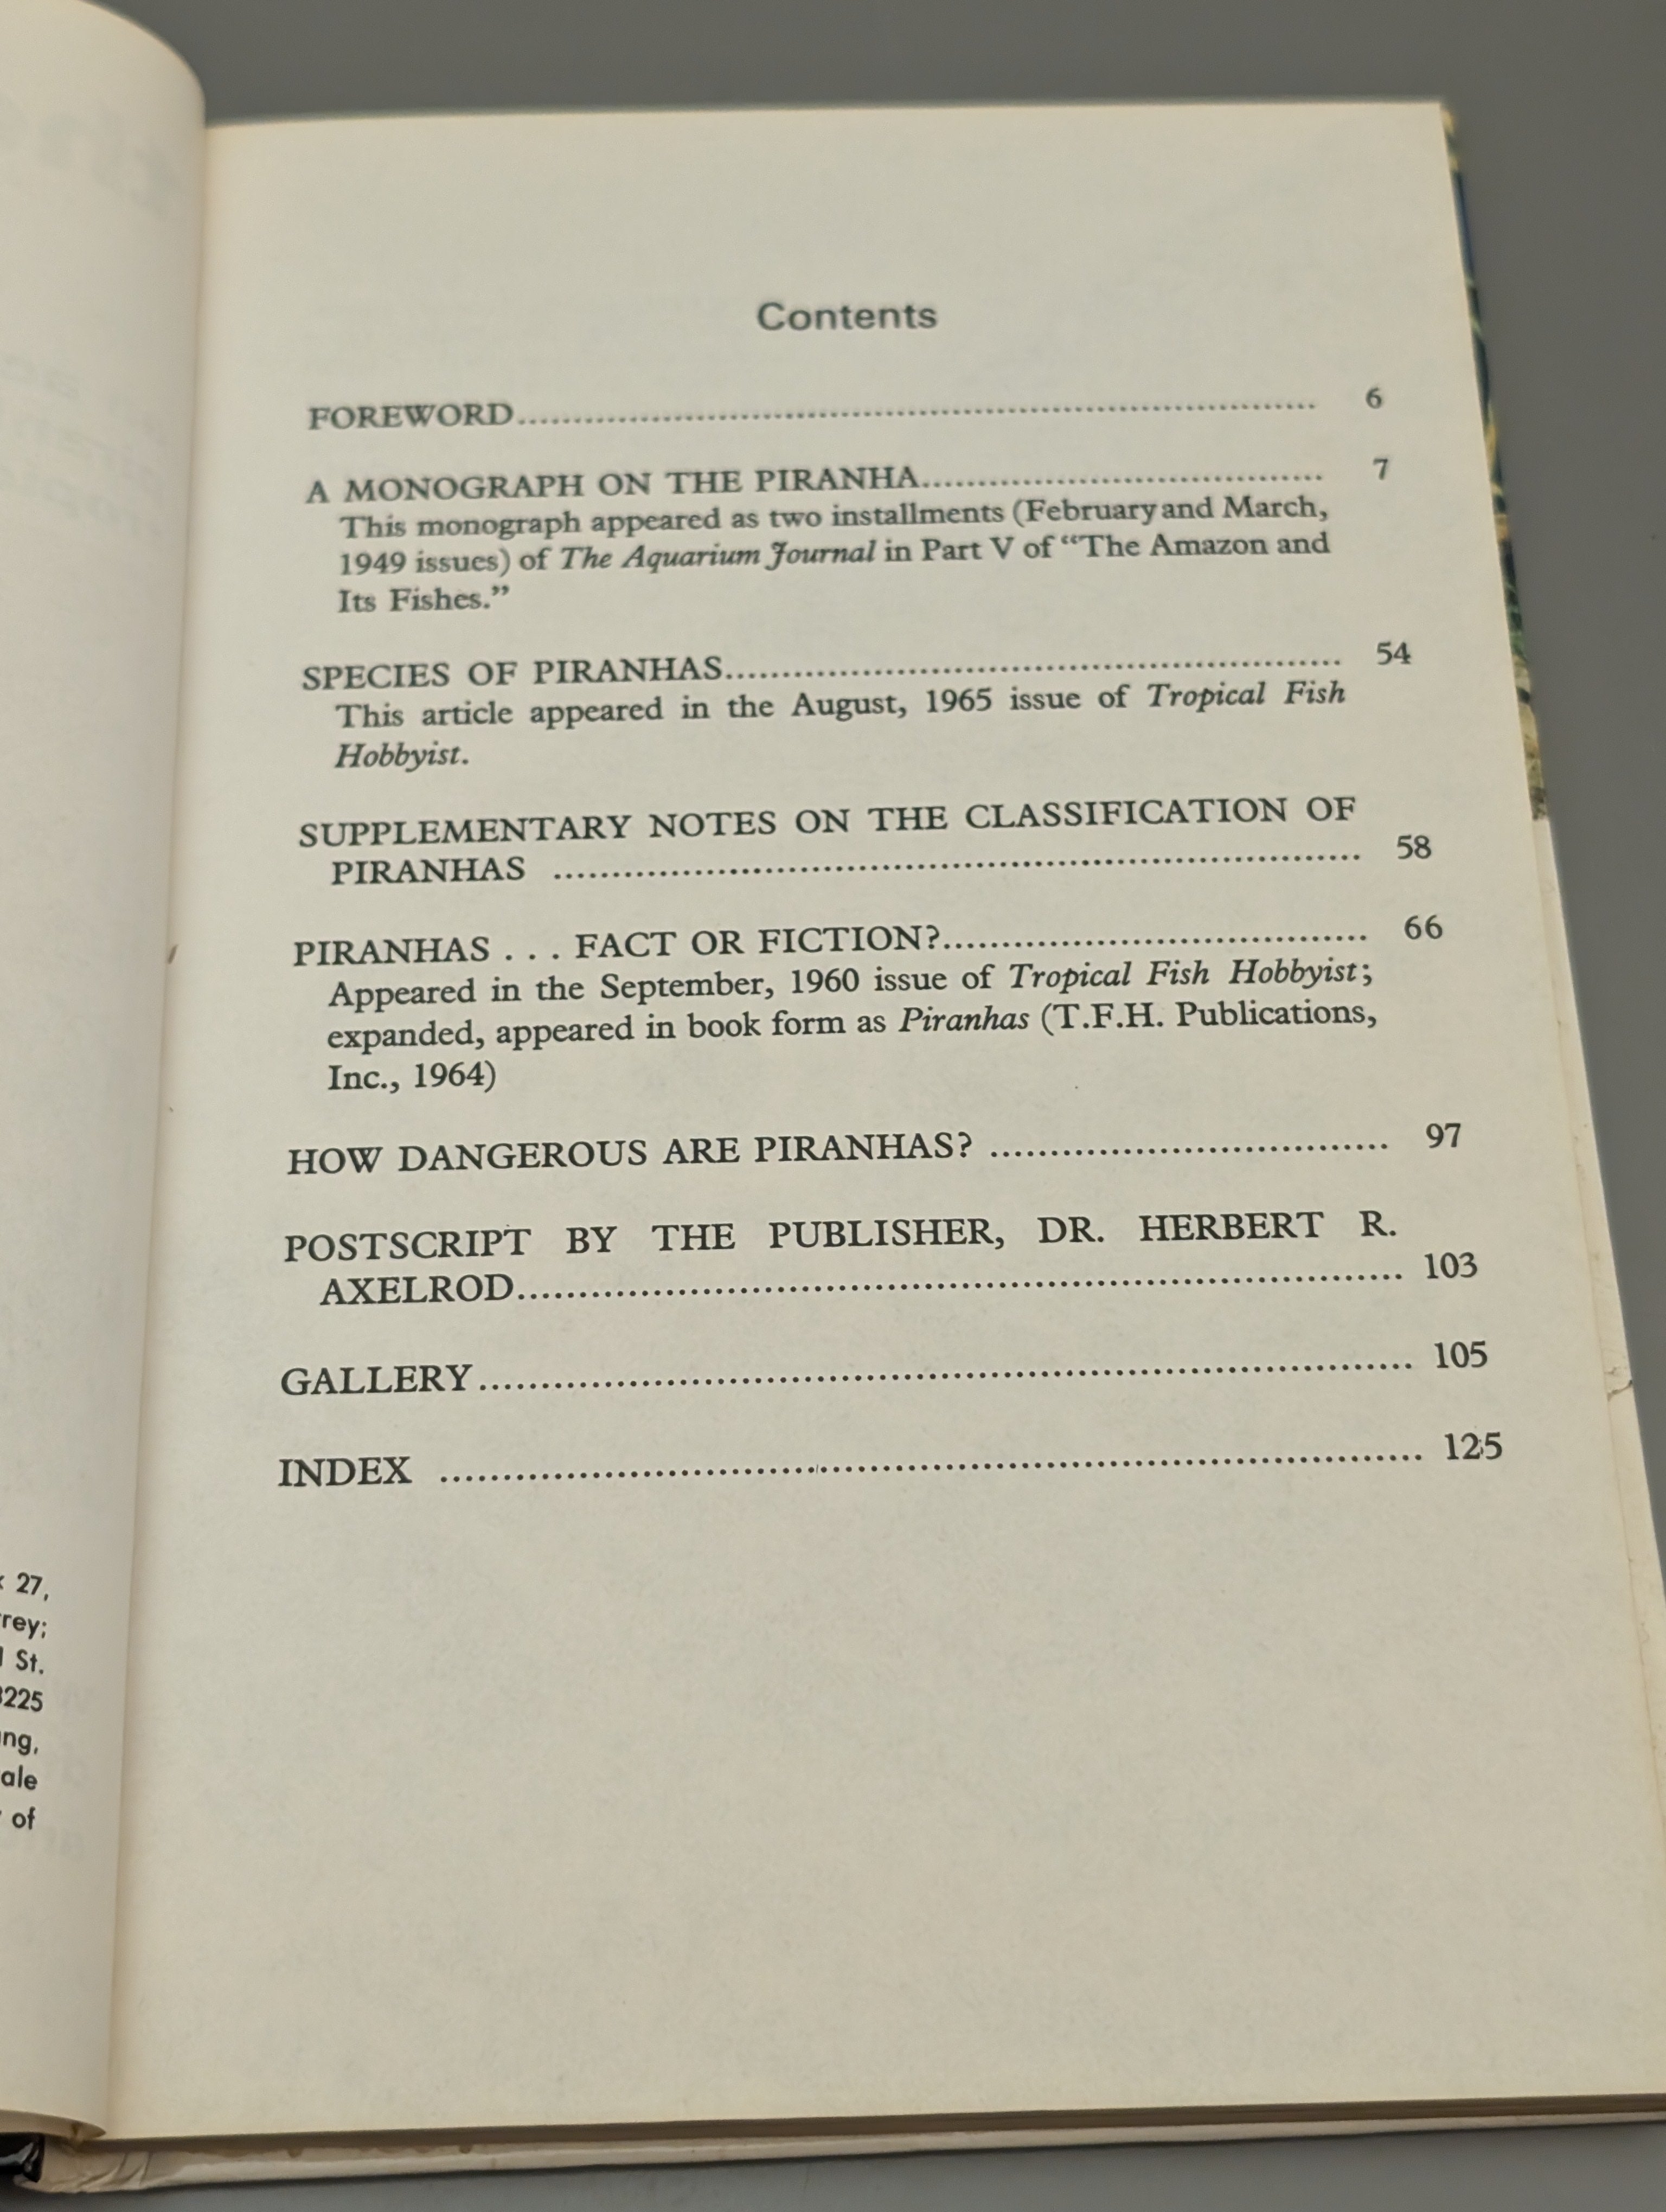 Contents
FOREWORD........................................ 6
A MONOGRAPH ON THE PIRANHA........................................ 7
This monograph appeared as two installments (February and March,
1949 issues) of The Aquarium Journal in Part V of “The Amazon and
Its Fishes.”
SPECIES OF PIRANHAS........................................ 54
This article appeared in the August, 1965 issue of Tropical Fish
Hobbyist.
SUPPLEMENTARY NOTES ON THE CLASSIFICATION OF
PIRANHAS ........................................ 58
PIRANHAS . . . FACT OR FICTION?........................................ 66
Appeared in the September, 1960 issue of Tropical Fish Hobbyist;
expanded, appeared in book form as Piranhas (T.F.H. Publications,
Inc., 1964)
HOW DANGEROUS ARE PIRANHAS? ........................................ 97
POSTSCRIPT BY THE PUBLISHER, DR. HERBERT R.
AXELROD........................................ 103
GALLERY........................................ 105
INDEX ........................................ 125
27,
rey;
St.
225
ng,
ale
of